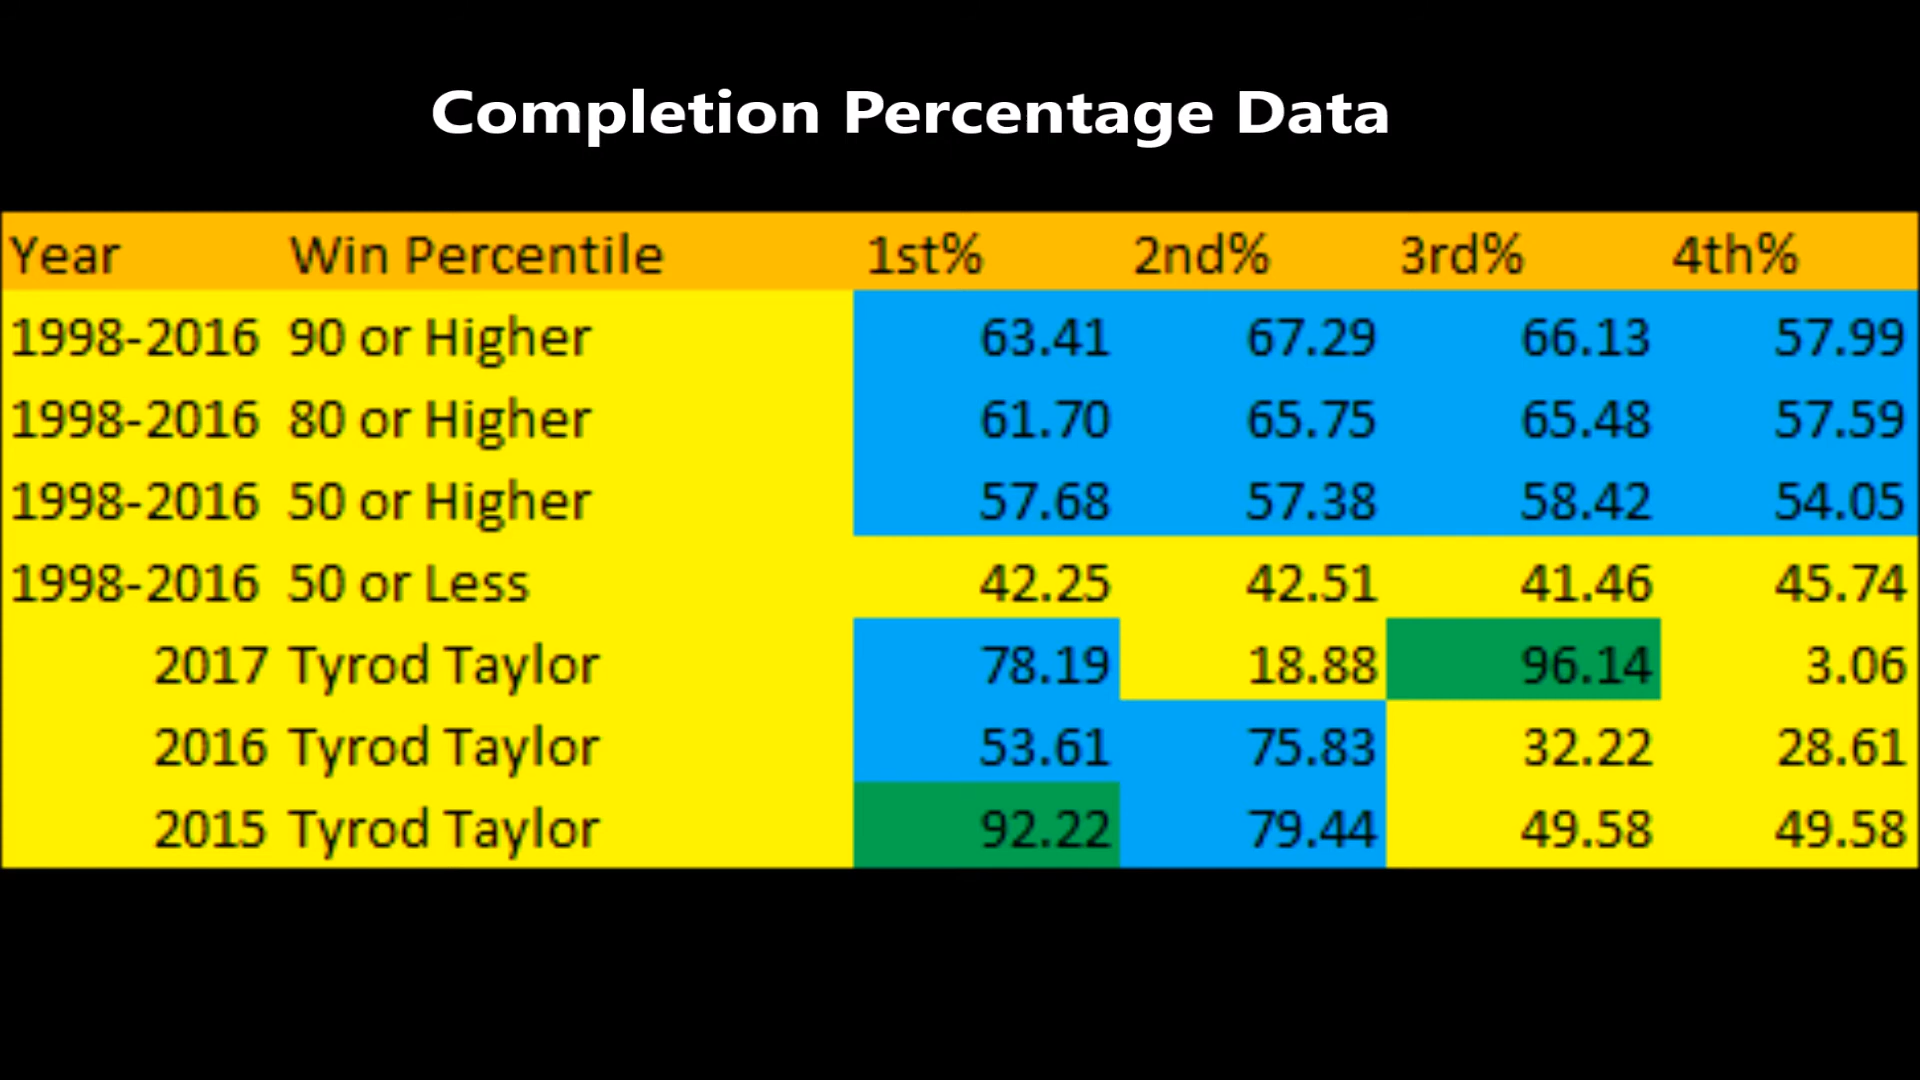 Completion Percentage Data
Year Win Percentile 1st% 2nd% 3rd% 4th%
1998-2016 90 or Higher 63.41 67.29 66.13 57.99
1998-2016 80 or Higher 61.70 65.75 65.48 57.59
1998-2016 50 or Higher 57.68 57.38 58.42 54.05
1998-2016 50 or Less 42.25 42.51 41.46 45.74
2017 Tyrod Taylor 78.19 18.88 96.14 3.06
2016 Tyrod Taylor 53.61 75.83 32.22 28.61
2015 Tyrod Taylor 92.22 79.44 49.58 49.58